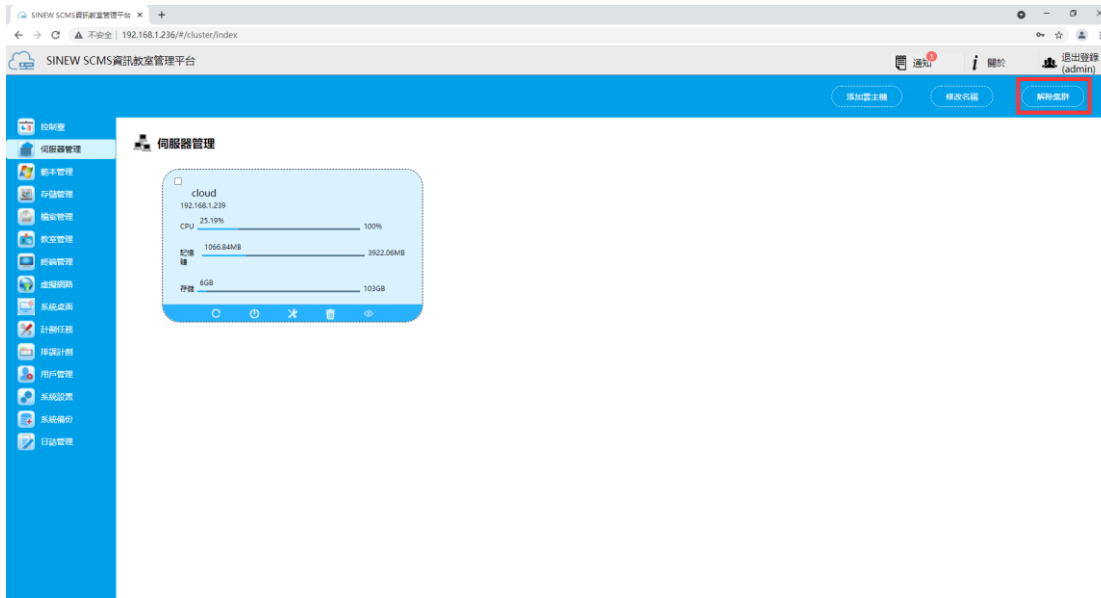 SINEW SCMS資訊教室管理平台
不安全 | 192.168.1.236/#/cluster/index
SINEW SCMS資訊教室管理平台
通知 1
關於
退出登錄
(admin)
添加雲主機
修改名稱
解除集群
控制臺
伺服器管理
範本管理
存儲管理
檔案管理
教室管理
終端管理
虛擬網路
系統桌面
計劃任務
排課計劃
用戶管理
系統設置
系統備份
日誌管理
伺服器管理
cloud
192.168.1.239
CPU 25.19% 100%
記憶體 1066.84MB 3922.06MB
存儲 6GB 103GB